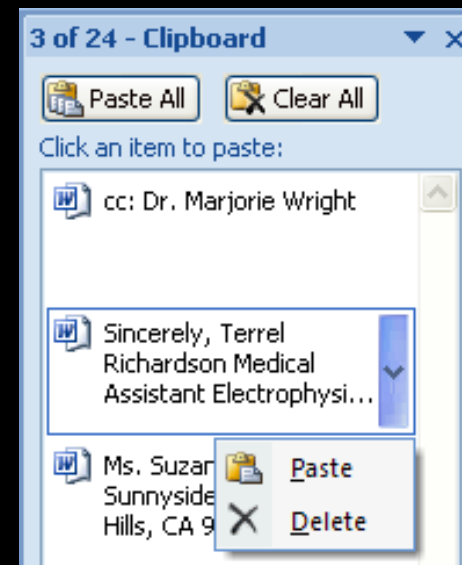 3 of 24 - Clipboard
Paste All
Clear All
Click an item to paste:
cc: Dr. Marjorie Wright
Sincerely, Terrel
Richardson Medical
Assistant Electrophysi...
Ms.
Sunnyside
Hills, CA 9
Paste
Delete